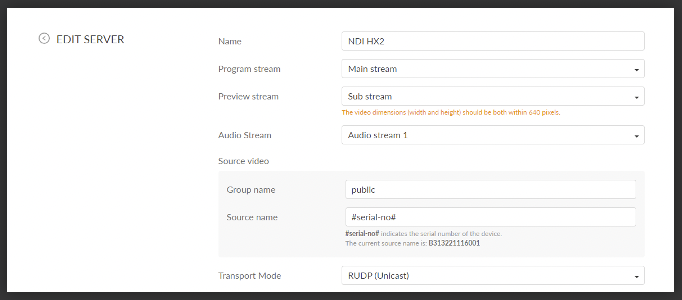 EDIT SERVER
Name NDI HX2
Program stream Main stream
Preview stream Sub stream
The video dimensions (width and height) should be both within 640 pixels.
Audio Stream Audio stream 1
Source video
Group name public
Source name #serial-no#
#serial-no# indicates the serial number of the device.
The current source name is: B313221116001
Transport Mode RUDP (Unicast)